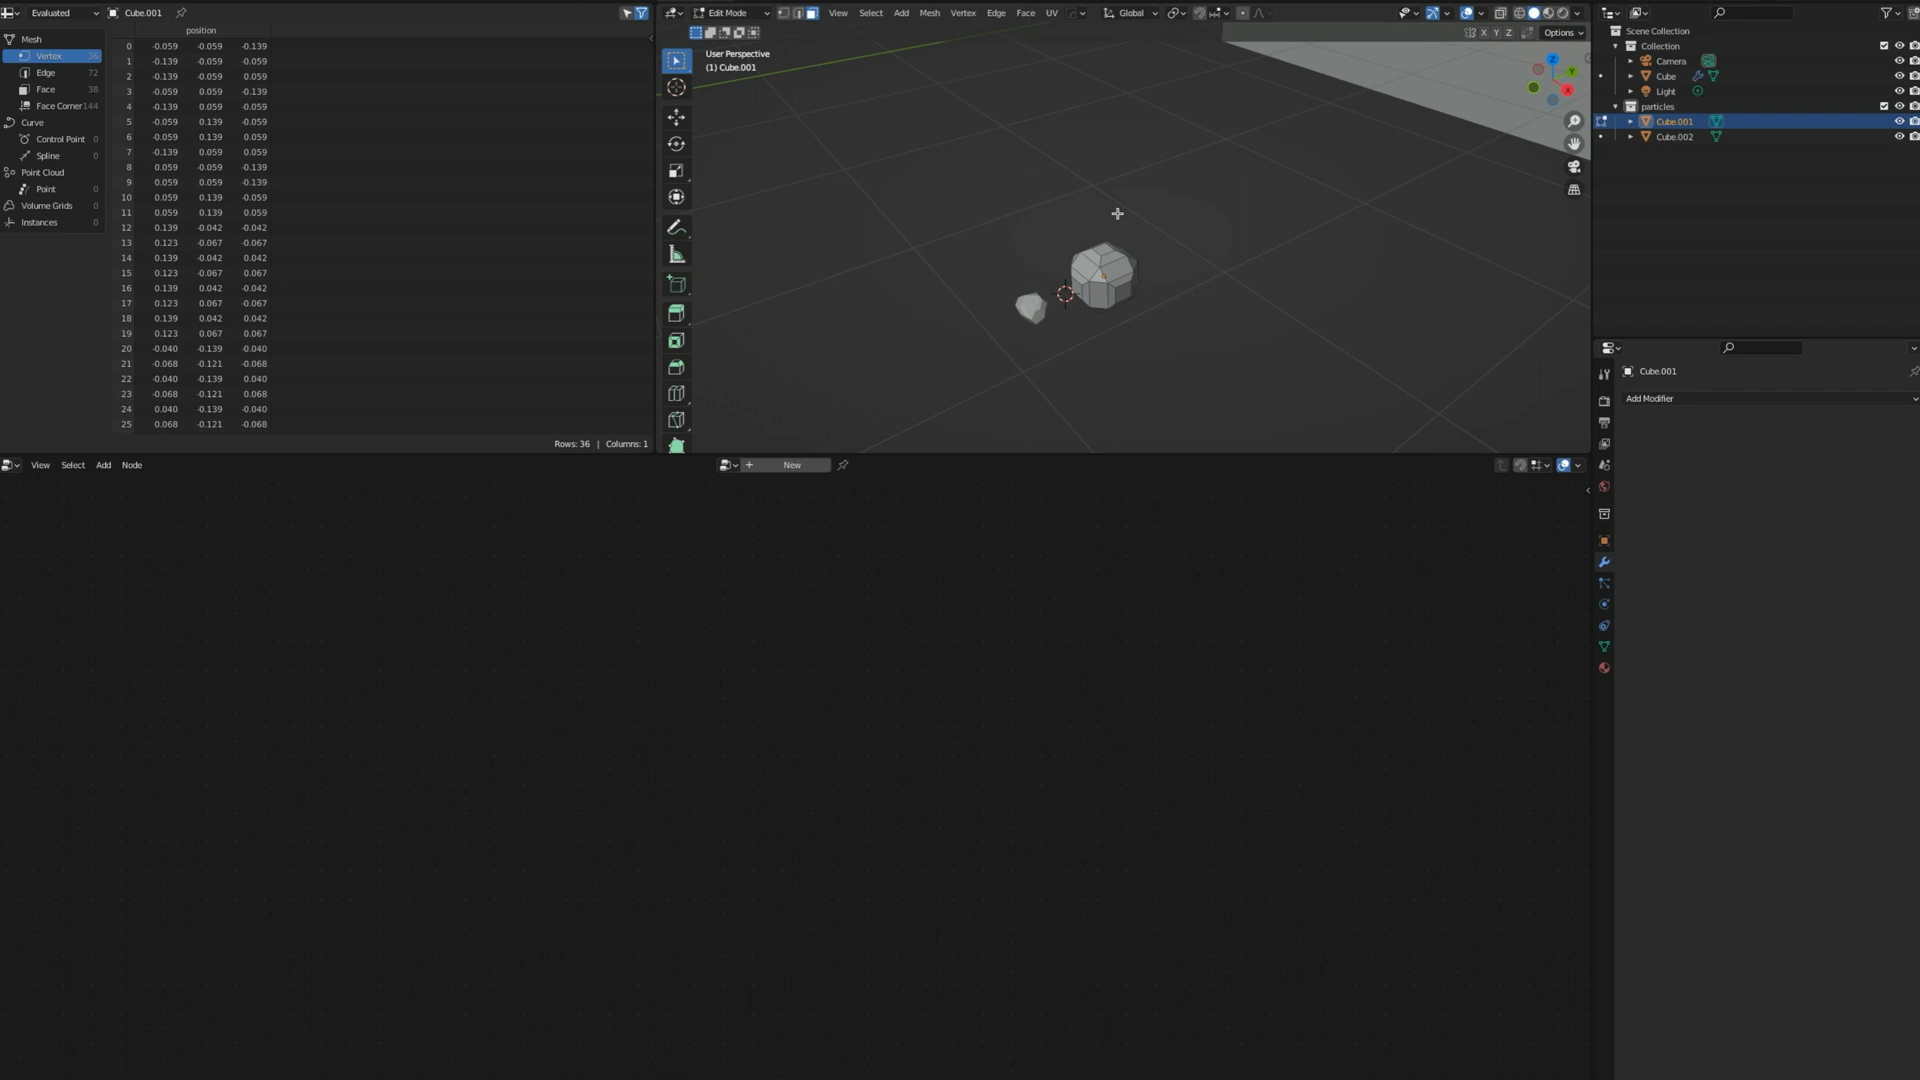 Evaluated Cube.001
position
Mesh
Vertex 36
Edge 72
Face 38
Face Corner 144
Curve
Control Point 0
Spline 0
Point Cloud
Point 0
Volume Grids 0
Instances 0
0 -0.059 -0.059 -0.139
1 -0.139 -0.059 -0.059
2 -0.139 -0.059 0.059
3 -0.059 0.059 -0.139
4 -0.139 0.059 -0.059
5 -0.059 0.139 -0.059
6 -0.059 0.139 0.059
7 -0.139 0.059 0.059
8 0.059 -0.059 -0.139
9 0.059 0.059 -0.139
10 0.059 0.139 -0.059
11 0.059 0.139 0.059
12 0.139 -0.042 -0.042
13 0.123 -0.067 -0.067
14 0.139 -0.042 0.042
15 0.123 -0.067 0.067
16 0.139 0.042 -0.042
17 0.123 0.067 -0.067
18 0.139 0.042 0.042
19 0.123 0.067 0.067
20 -0.040 -0.139 -0.040
21 -0.068 -0.121 -0.068
22 -0.040 -0.139 0.040
23 -0.068 -0.121 0.068
24 0.040 -0.139 -0.040
25 0.068 -0.121 -0.068
Rows: 36 | Columns: 1
Edit Mode View Select Add Mesh Vertex Edge Face UV Global
X Y Z Options
User Perspective
(1) Cube.001
Z
Y
X
Scene Collection
Collection
Camera
Cube
Light
particles
Cube.001
Cube.002
Cube.001
Add Modifier
View Select Add Node New